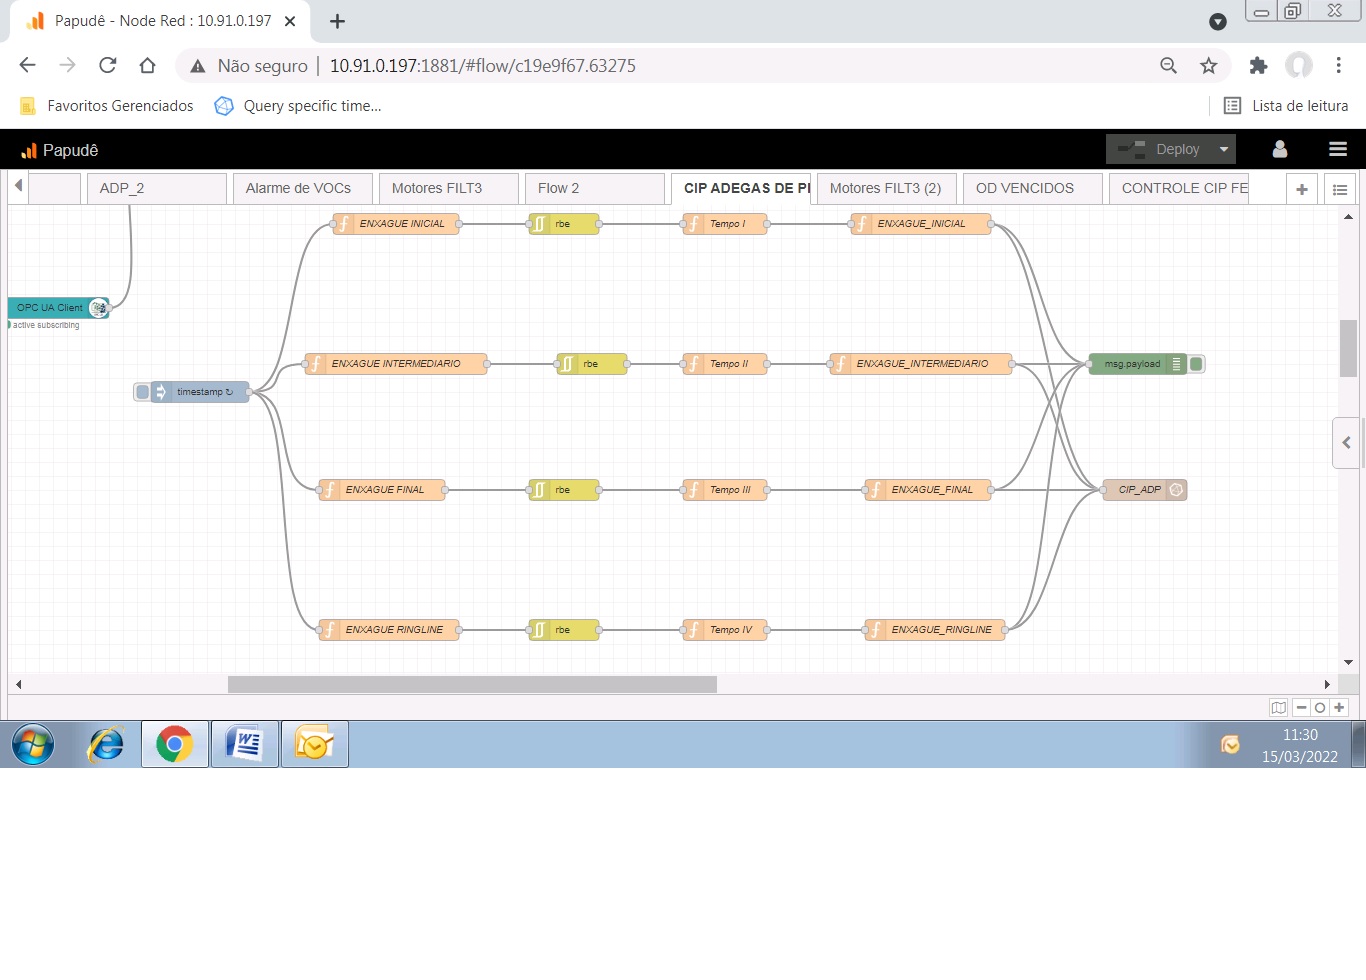 Papudê - Node Red : 10.91.0.197
Não seguro
10.91.0.197:1881/#flow/c19e9f67.63275
Favoritos Gerenciados
Query specific time...
Lista de leitura
Papudê
Deploy
ADP_2
Alarme de VOCs
Motores FILT3
Flow 2
CIP ADEGAS DE PI
Motores FILT3 (2)
OD VENCIDOS
CONTROLE CIP FE
ENXAGUE INICIAL
rbe
Tempo I
ENXAGUE_INICIAL
OPC UA Client
active subscribing
ENXAGUE INTERMEDIARIO
rbe
Tempo II
ENXAGUE_INTERMEDIARIO
msg.payload
timestamp ↻
ENXAGUE FINAL
rbe
Tempo III
ENXAGUE_FINAL
CIP_ADP
ENXAGUE RINGLINE
rbe
Tempo IV
ENXAGUE_RINGLINE
11:30
15/03/2022